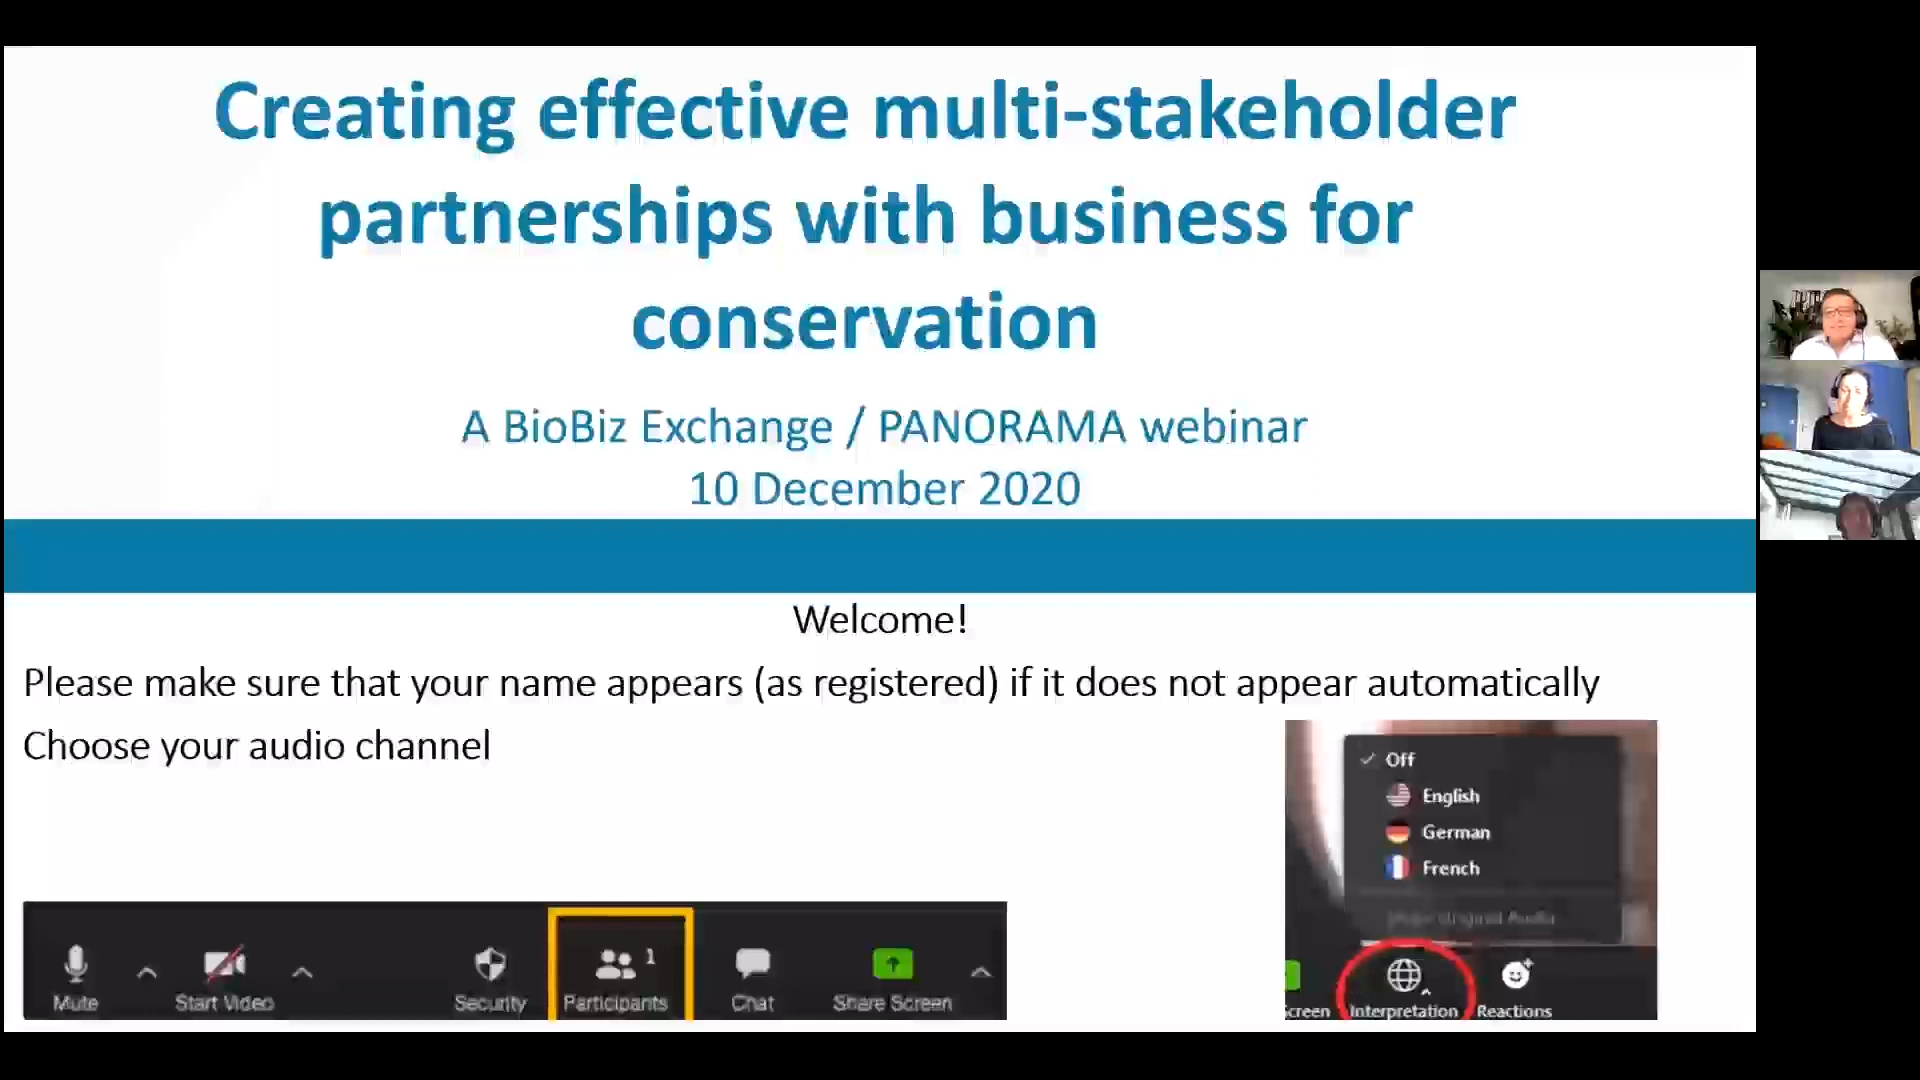 Creating effective multi-stakeholder
partnerships with business for
conservation
A BioBiz Exchange / PANORAMA webinar
10 December 2020
Welcome!
Please make sure that your name appears (as registered) if it does not appear automatically
Choose your audio channel
Off
English
German
French
1
Mute
Start Video
Security
Participants
Chat
Share Screen
Screen
Interpretation
Reactions